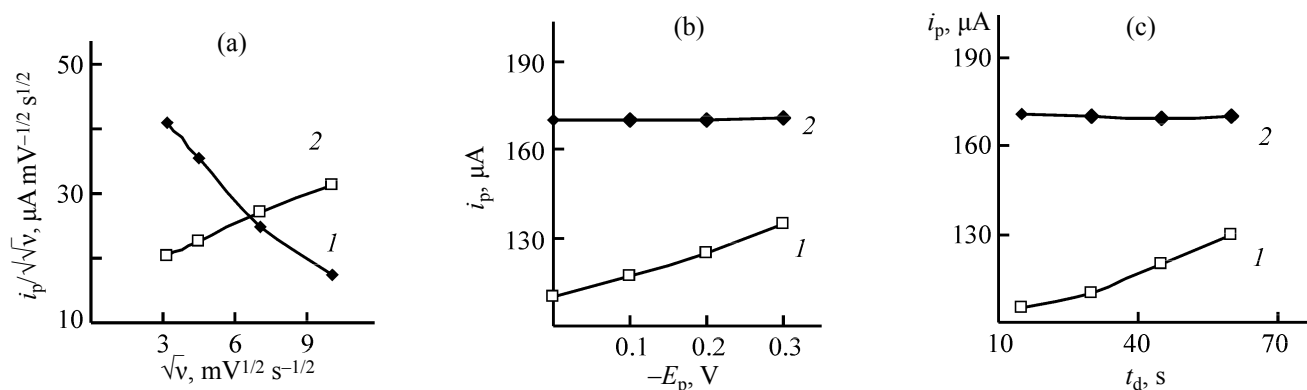 (a)
50
30
10
3
6
9
2
1
i_p/√√ν, μA mV^{–1/2} s^{1/2}
√ν, mV^{1/2} s^{–1/2}
(b)
190
160
130
0.1
0.2
0.3
2
1
i_p, μA
–E_p, V
(c)
i_p, μA
190
160
130
10
40
70
2
1
t_d, s